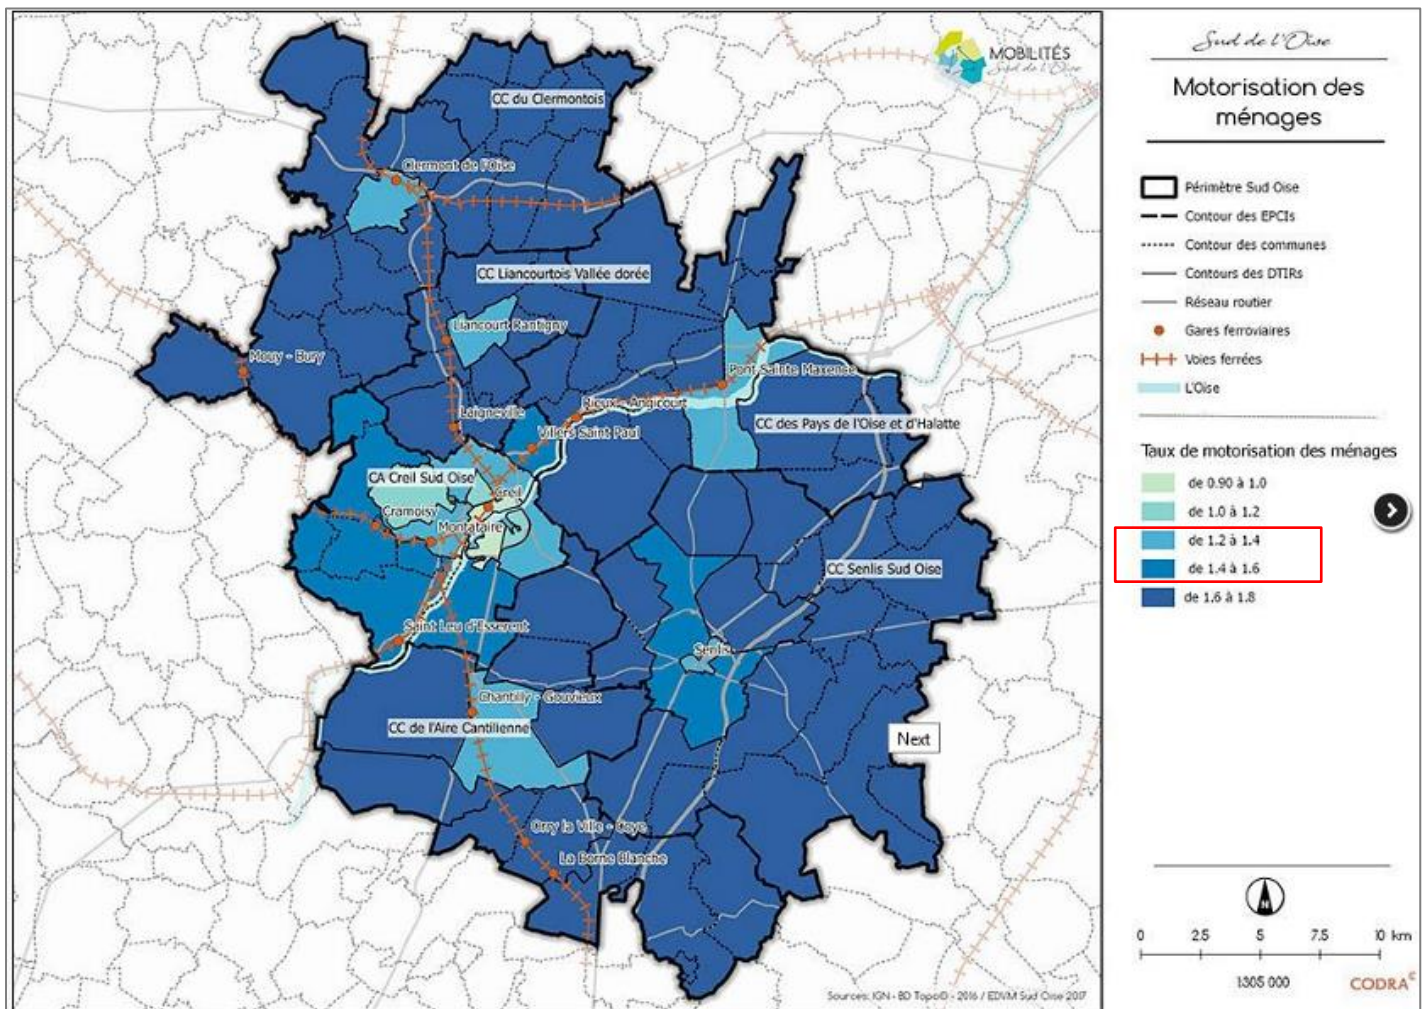 MOBILITÉS
Sud de l'Oise
CC du Clermontois
Clermont de l'Oise
CC Liancourtois Vallée dorée
Liancourt Rantigny
Mouy - Bury
Pont Sainte Maxence
Laigneville
Rieux - Angicourt
Villers Saint Paul
CC des Pays de l'Oise et d'Halatte
CA Creil Sud Oise
Creil
Cramoisy
Montataire
CC Senlis Sud Oise
Saint Leu d'Esserent
Senlis
Chantilly - Gouvieux
CC de l'Aire Cantilienne
Next
Orry la Ville - Coye
La Borne Blanche
Sources: IGN - BD Topo© - 2016 / EDVM Sud Oise 2017
Sud de l'Oise
Motorisation des
ménages
Périmètre Sud Oise
Contour des EPCIs
Contour des communes
Contours des DTIRs
Réseau routier
Gares ferroviaires
Voies ferrées
L'Oise
Taux de motorisation des ménages
de 0.90 à 1.0
de 1.0 à 1.2
de 1.2 à 1.4
de 1.4 à 1.6
de 1.6 à 1.8
N
0 2.5 5 7.5 10 km
1:305 000
CODRA